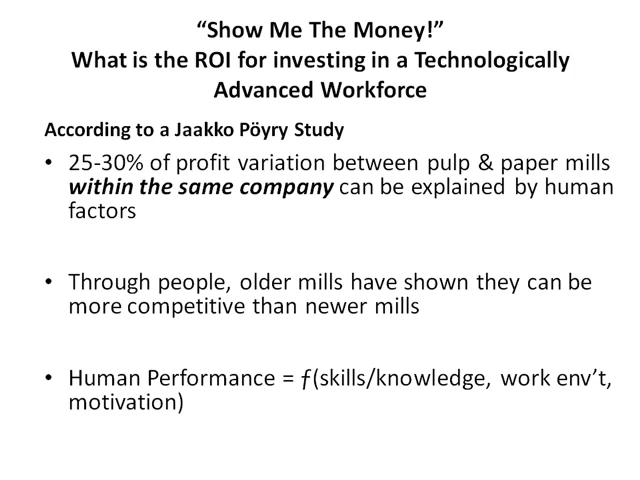 “Show Me The Money!”
What is the ROI for investing in a Technologically
Advanced Workforce
According to a Jaakko Pöyry Study
• 25-30% of profit variation between pulp & paper mills
within the same company can be explained by human
factors
• Through people, older mills have shown they can be
more competitive than newer mills
• Human Performance = ƒ(skills/knowledge, work env’t,
motivation)